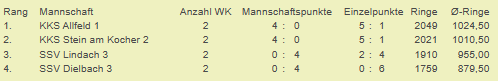 Rang Mannschaft Anzahl WK Mannschaftspunkte Einzelpunkte Ringe Ø-Ringe
1. KKS Allfeld 1 2 4 : 0 5 : 1 2049 1024,50
2. KKS Stein am Kocher 2 2 4 : 0 5 : 1 2021 1010,50
3. SSV Lindach 3 2 0 : 4 2 : 4 1910 955,00
4. SSV Dielbach 3 2 0 : 4 0 : 6 1759 879,50